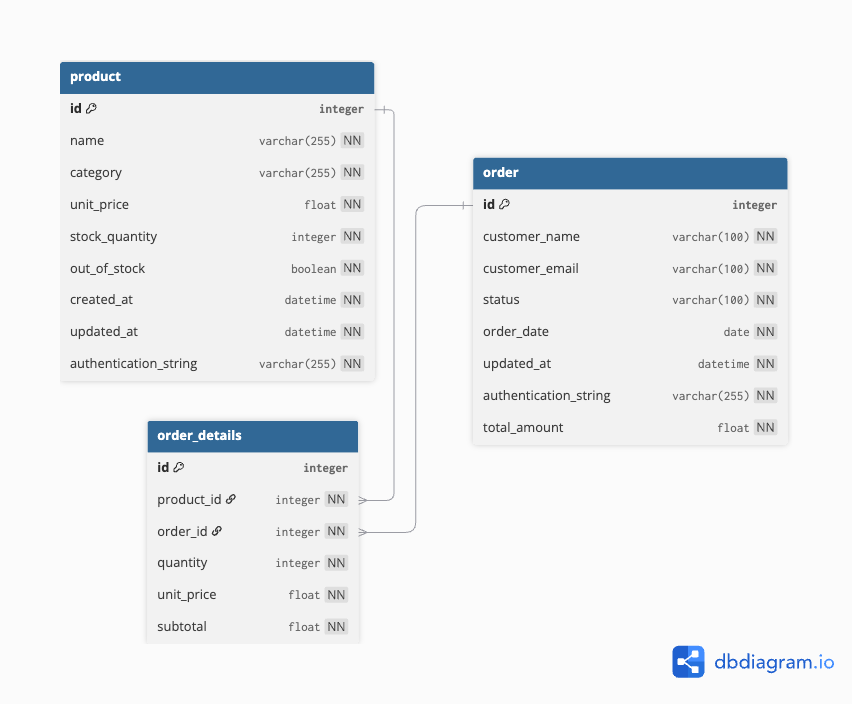 product
id integer
name varchar(255) NN
category varchar(255) NN
unit_price float NN
stock_quantity integer NN
out_of_stock boolean NN
created_at datetime NN
updated_at datetime NN
authentication_string varchar(255) NN
order
id integer
customer_name varchar(100) NN
customer_email varchar(100) NN
status varchar(100) NN
order_date date NN
updated_at datetime NN
authentication_string varchar(255) NN
total_amount float NN
order_details
id integer
product_id integer NN
order_id integer NN
quantity integer NN
unit_price float NN
subtotal float NN
dbdiagram.io